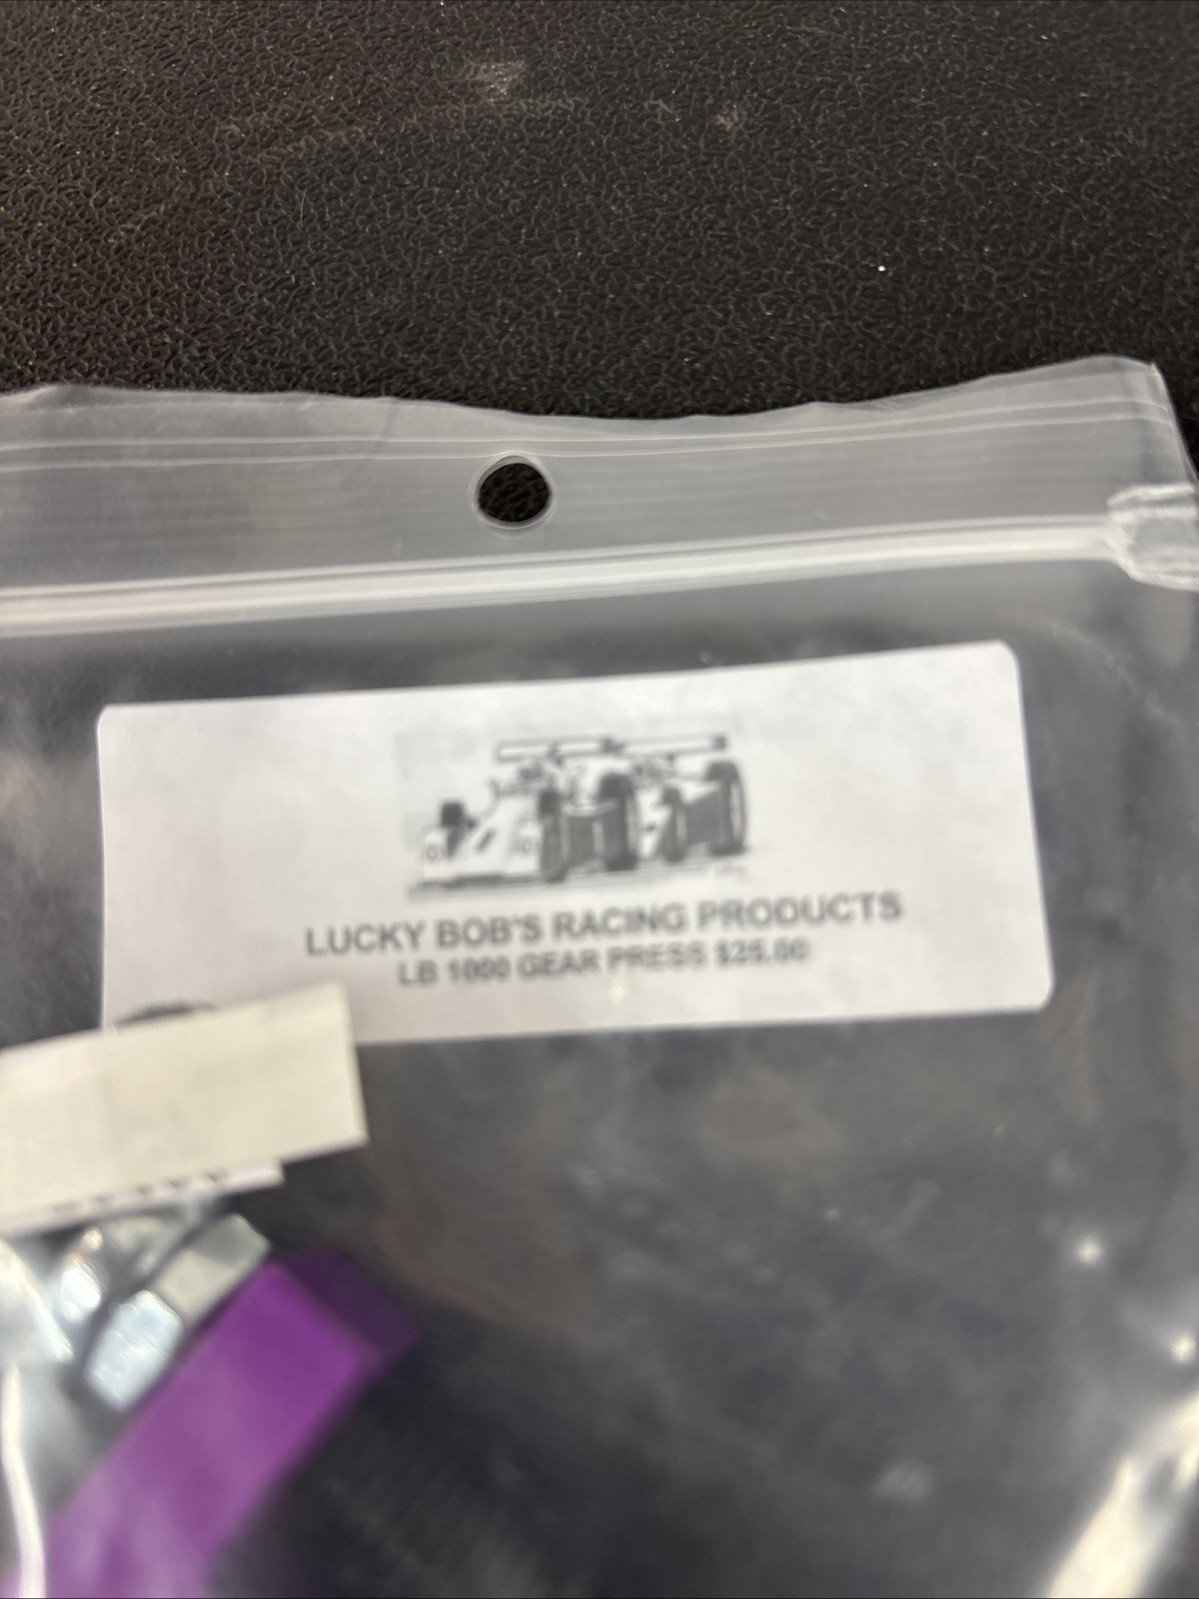 LUCKY BOB'S RACING PRODUCTS
LB 1000 GEAR PRESS $25.00